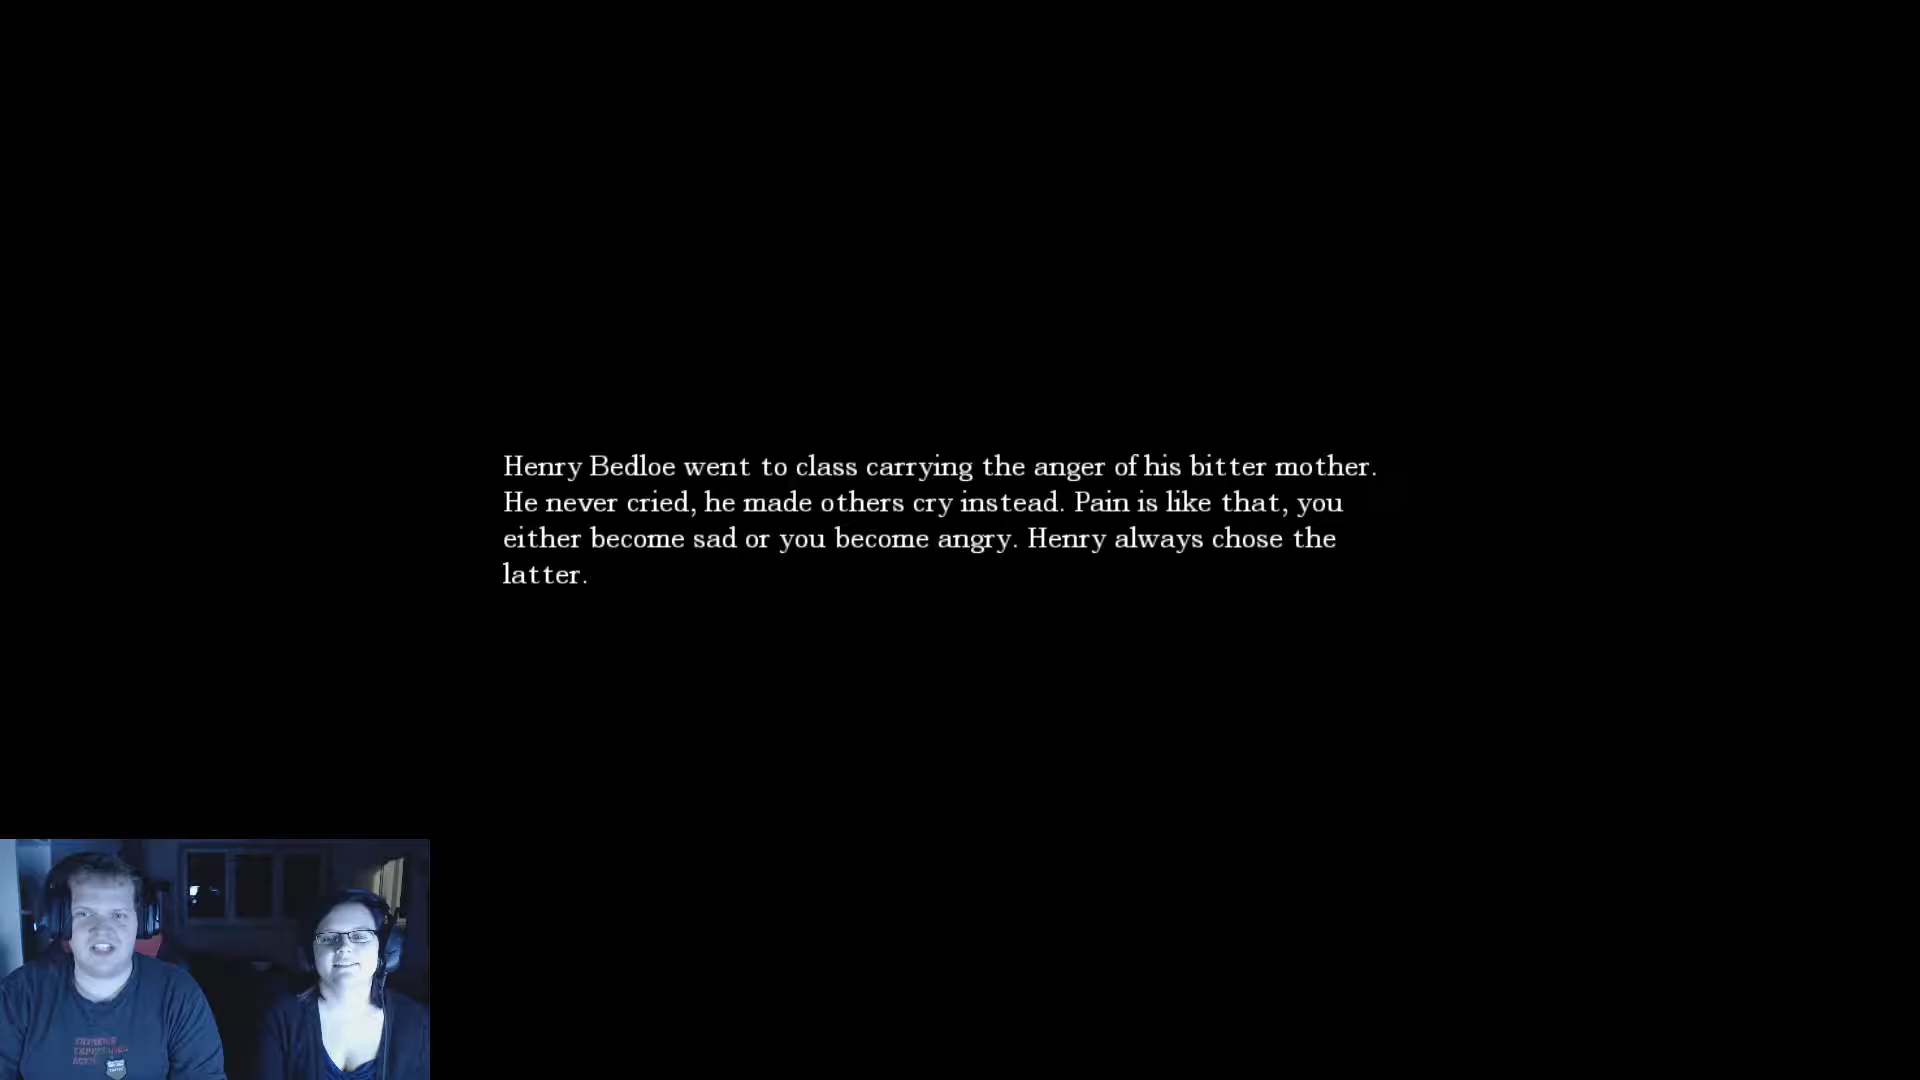 Henry Bedloe went to class carrying the anger of his bitter mother.
He never cried, he made others cry instead. Pain is like that, you
either become sad or you become angry. Henry always chose the
latter.